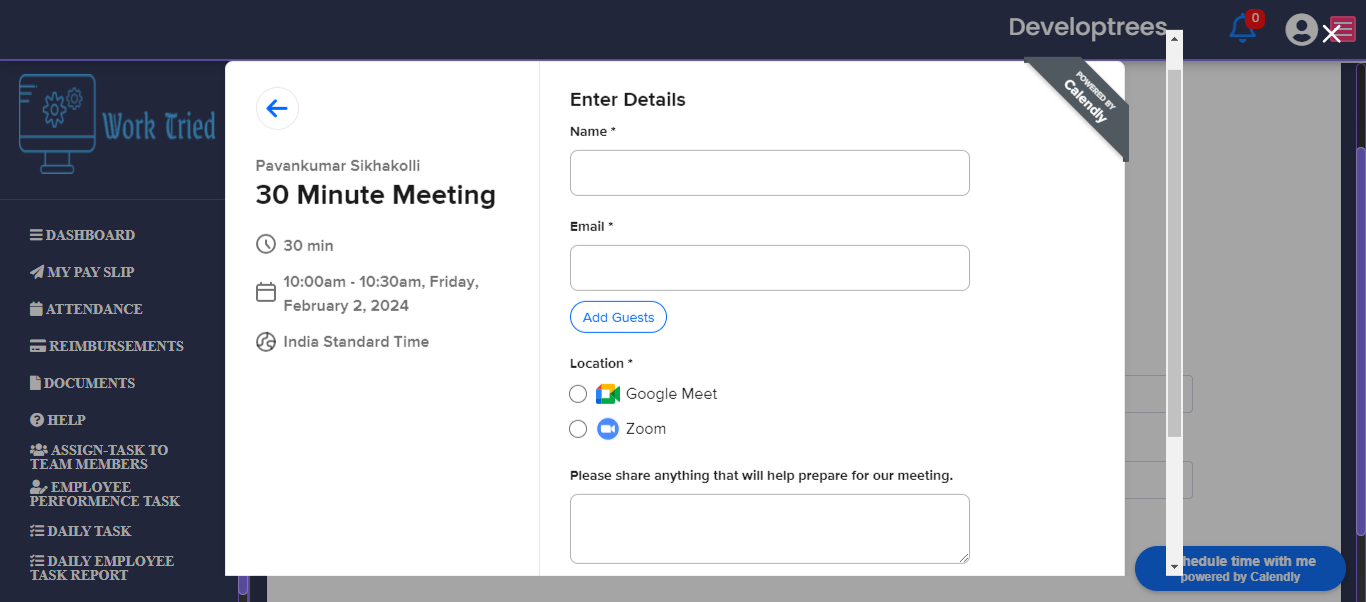 Developtrees
0
Work Tried
DASHBOARD
MY PAY SLIP
ATTENDANCE
REIMBURSEMENTS
DOCUMENTS
HELP
ASSIGN-TASK TO
TEAM MEMBERS
EMPLOYEE
PERFORMENCE TASK
DAILY TASK
DAILY EMPLOYEE
TASK REPORT
Pavankumar Sikhakolli
30 Minute Meeting
30 min
10:00am - 10:30am, Friday,
February 2, 2024
India Standard Time
POWERED BY
Calendly
Enter Details
Name *
Email *
Add Guests
Location *
Google Meet
Zoom
Please share anything that will help prepare for our meeting.
time with me
powered by Calendly